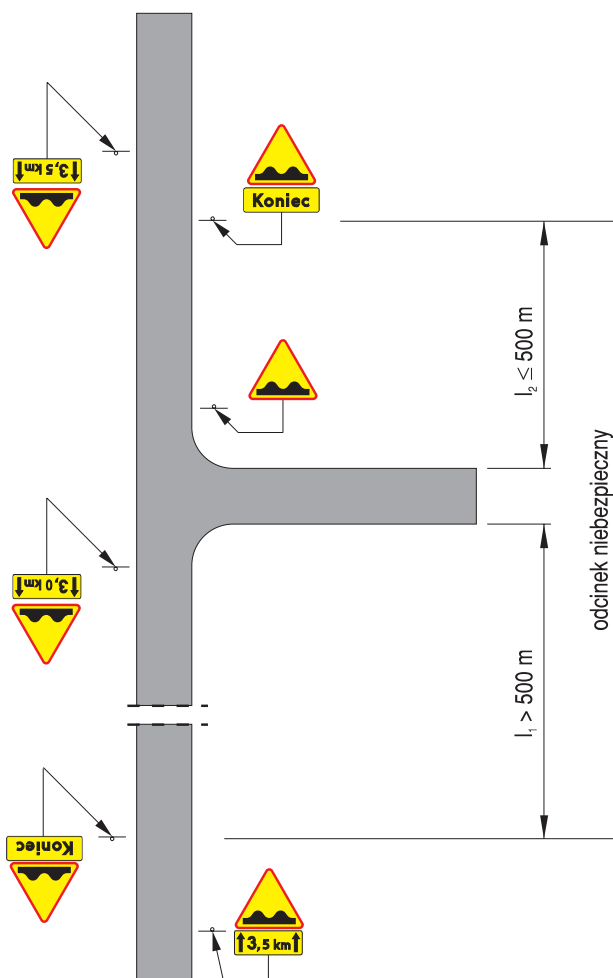 3,5 km
Koniec
l₂ ≤ 500 m
odcinek niebezpieczny
3,0 km
l₁ > 500 m
Koniec
3,5 km